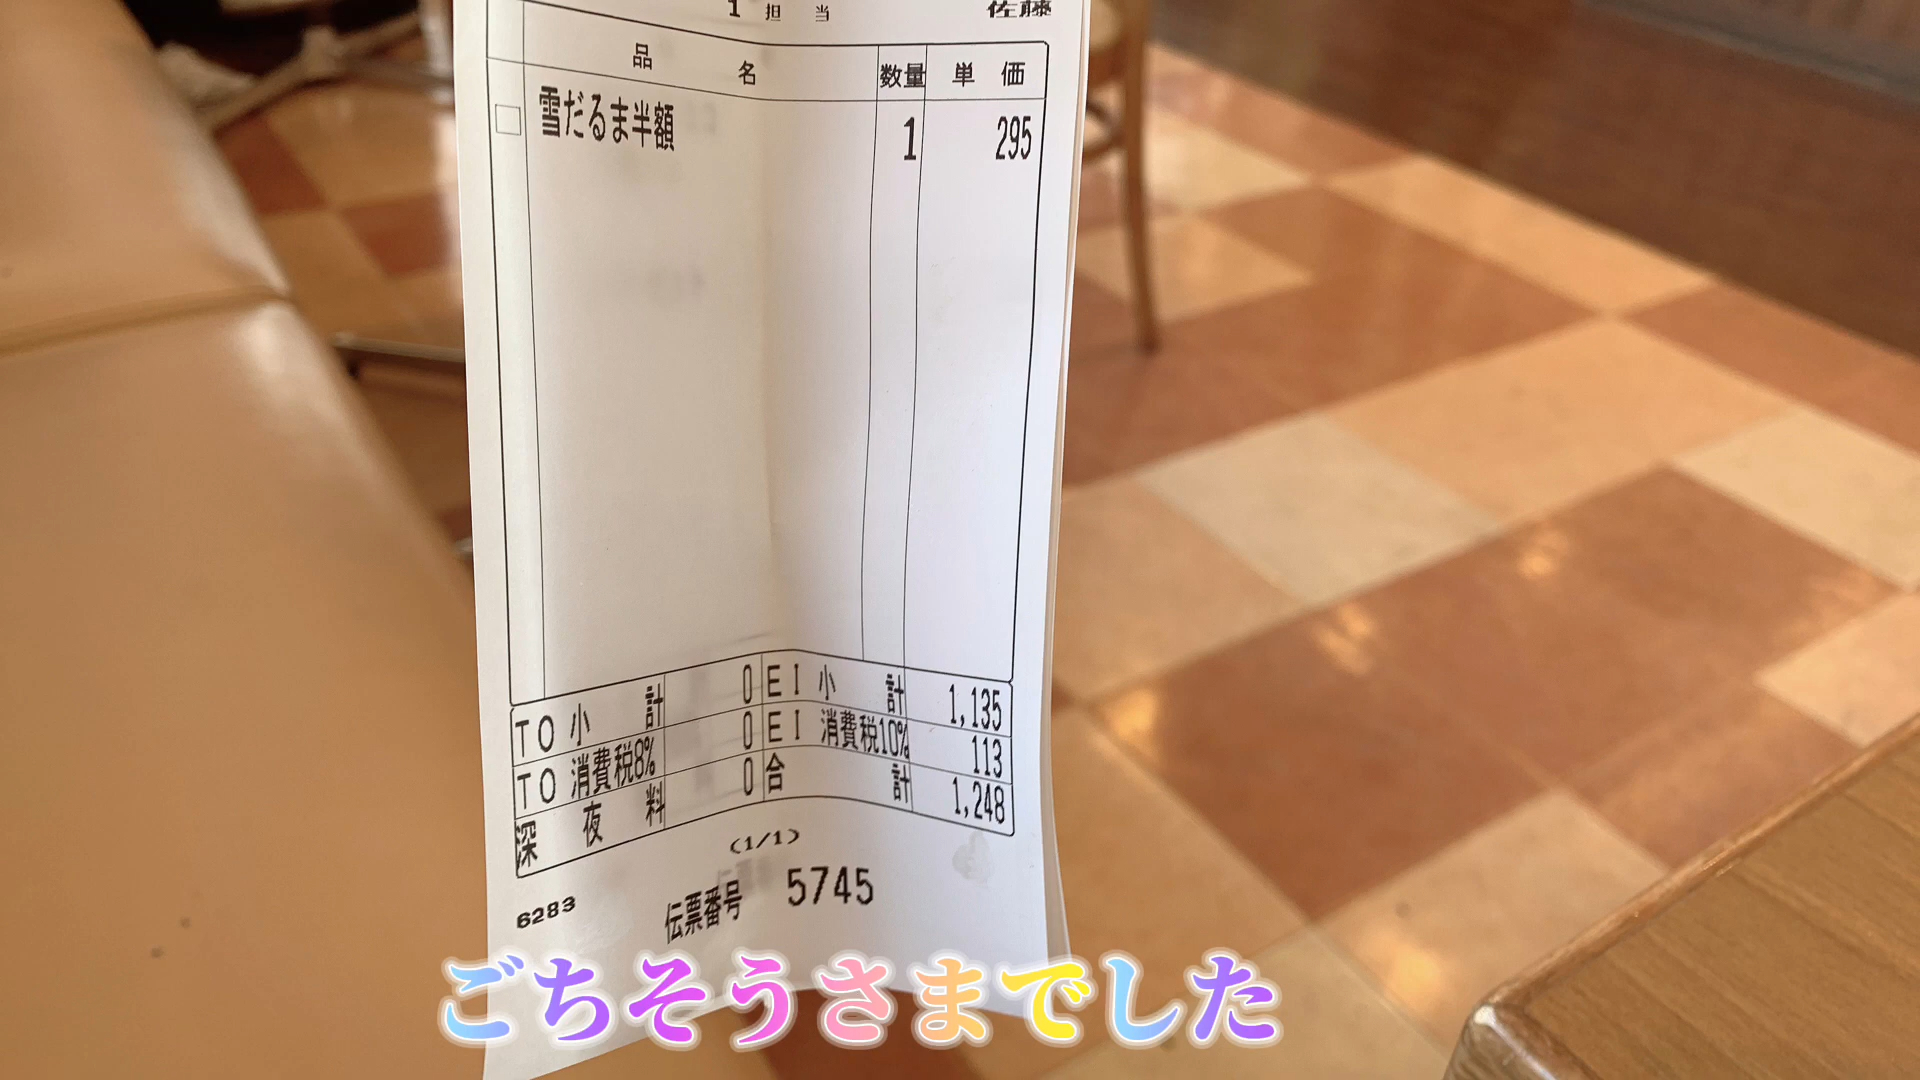 1 担 当 佐藤
品 名 数量 単 価
雪だるま半額 1 295
TO 小 計 0 EI 小 計 1,135
TO 消費税8% 0 EI 消費税10% 113
深 夜 料 0 合 計 1,248
(1/1)
6283 伝票番号 5745
ごちそうさまでした